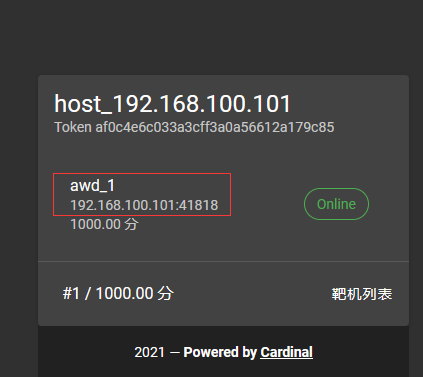 host_192.168.100.101
Token af0c4e6c033a3cff3a0a56612a179c85
awd_1
192.168.100.101:41818
Online
1000.00 分
#1 / 1000.00 分
靶机列表
2021 — Powered by Cardinal